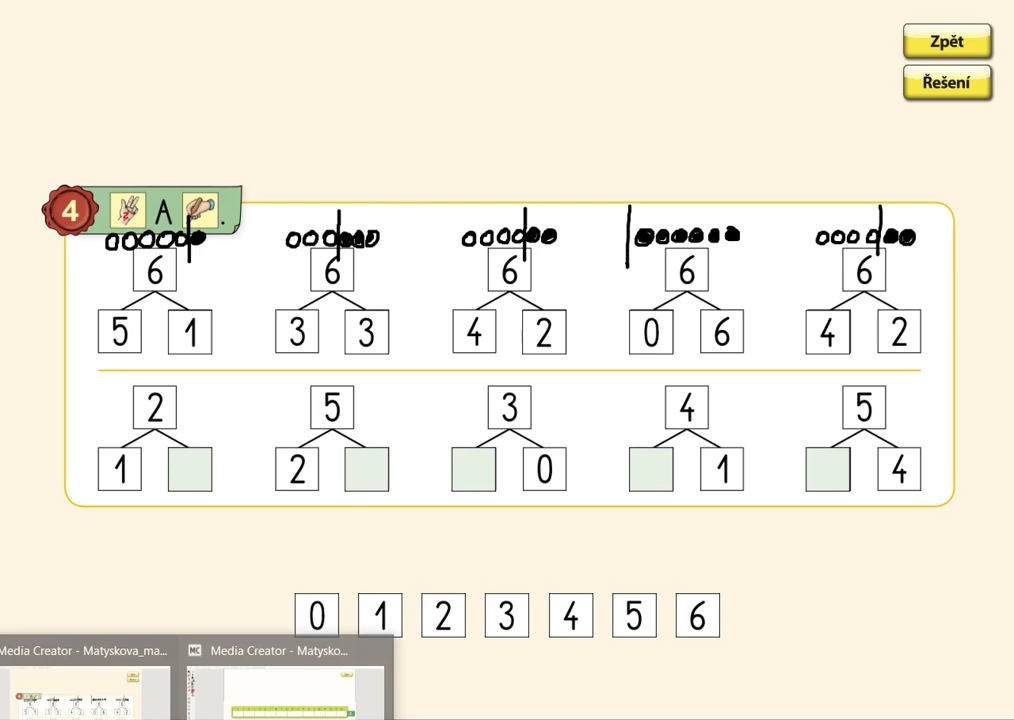 Zpět
Řešení
4 A .
6 6 6 6 6
5 1 3 3 4 2 0 6 4 2
2 5 3 4 5
1 2 0 1 4
0 1 2 3 4 5 6
Media Creator - Matyskova_ma...
MC Media Creator - Matysko...